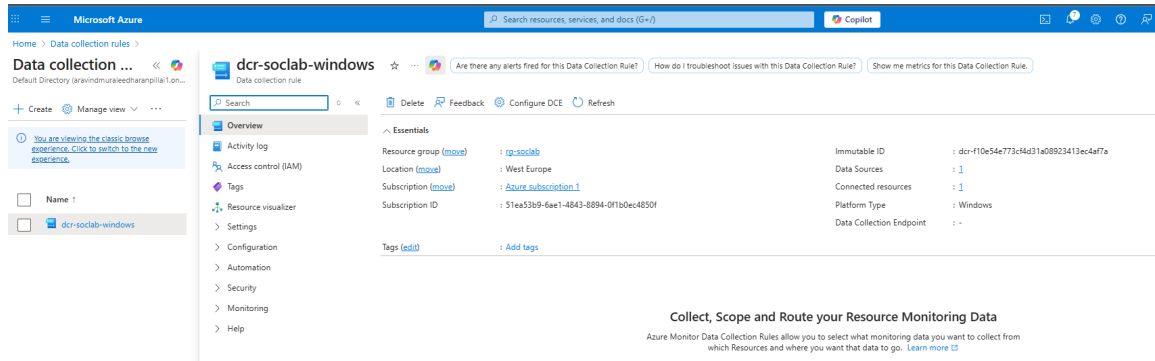 Microsoft Azure
Search resources, services, and docs (G+/)
Copilot
7
Home > Data collection rules >
Data collection ...
Default Directory (aravindmuraleedharanpillai1.on...
+ Create Manage view ...
You are viewing the classic browse
experience. Click to switch to the new
experience.
Name ↑
dcr-soclab-windows
dcr-soclab-windows
Data collection rule
Are there any alerts fired for this Data Collection Rule?
How do I troubleshoot issues with this Data Collection Rule?
Show me metrics for this Data Collection Rule.
Search
Overview
Activity log
Access control (IAM)
Tags
Resource visualizer
Settings
Configuration
Automation
Security
Monitoring
Help
Delete Feedback Configure DCE Refresh
Essentials
Resource group (move) : rg-soclab
Location (move) : West Europe
Subscription (move) : Azure subscription 1
Subscription ID : 51ea53b9-6ae1-4843-8894-0f1b0ec4850f
Immutable ID : dcr-f10e54e773cf4d31a08923413ec4af7a
Data Sources : 1
Connected resources : 1
Platform Type : Windows
Data Collection Endpoint : -
Tags (edit) : Add tags
Collect, Scope and Route your Resource Monitoring Data
Azure Monitor Data Collection Rules allow you to select what monitoring data you want to collect from
which Resources and where you want that data to go. Learn more